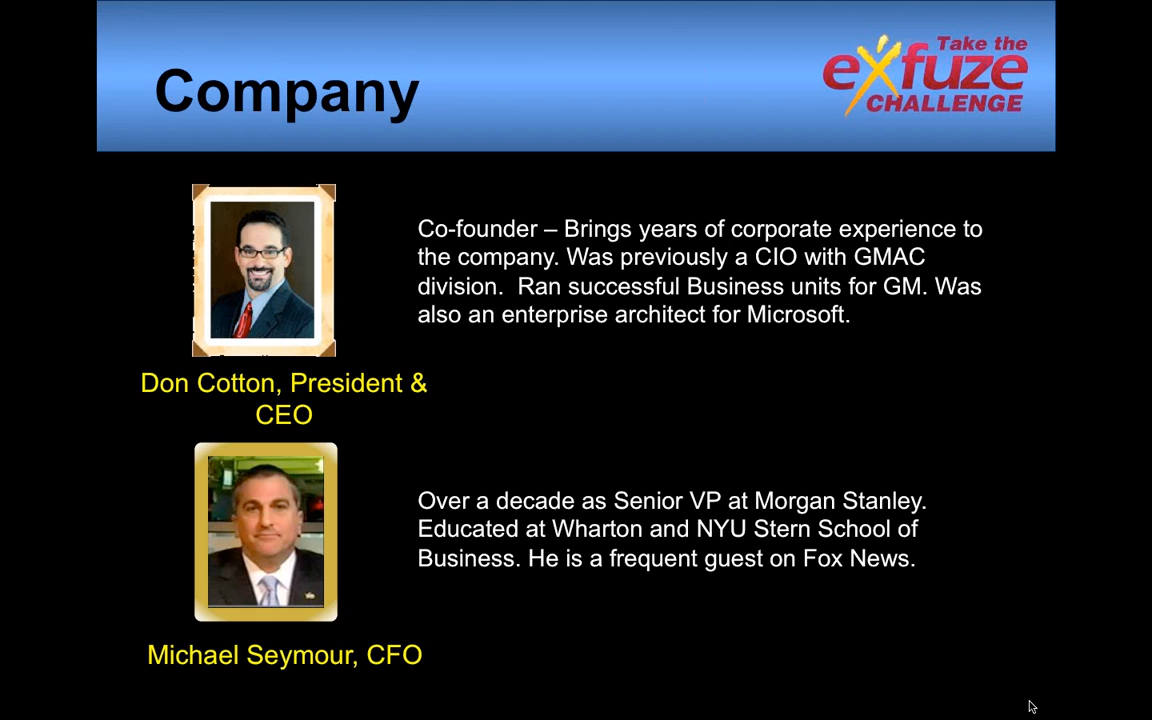 Company
Take the
eXfuze
CHALLENGE
Co-founder – Brings years of corporate experience to
the company. Was previously a CIO with GMAC
division.  Ran successful Business units for GM. Was
also an enterprise architect for Microsoft.
Don Cotton, President &
CEO
Over a decade as Senior VP at Morgan Stanley.
Educated at Wharton and NYU Stern School of
Business. He is a frequent guest on Fox News.
Michael Seymour, CFO